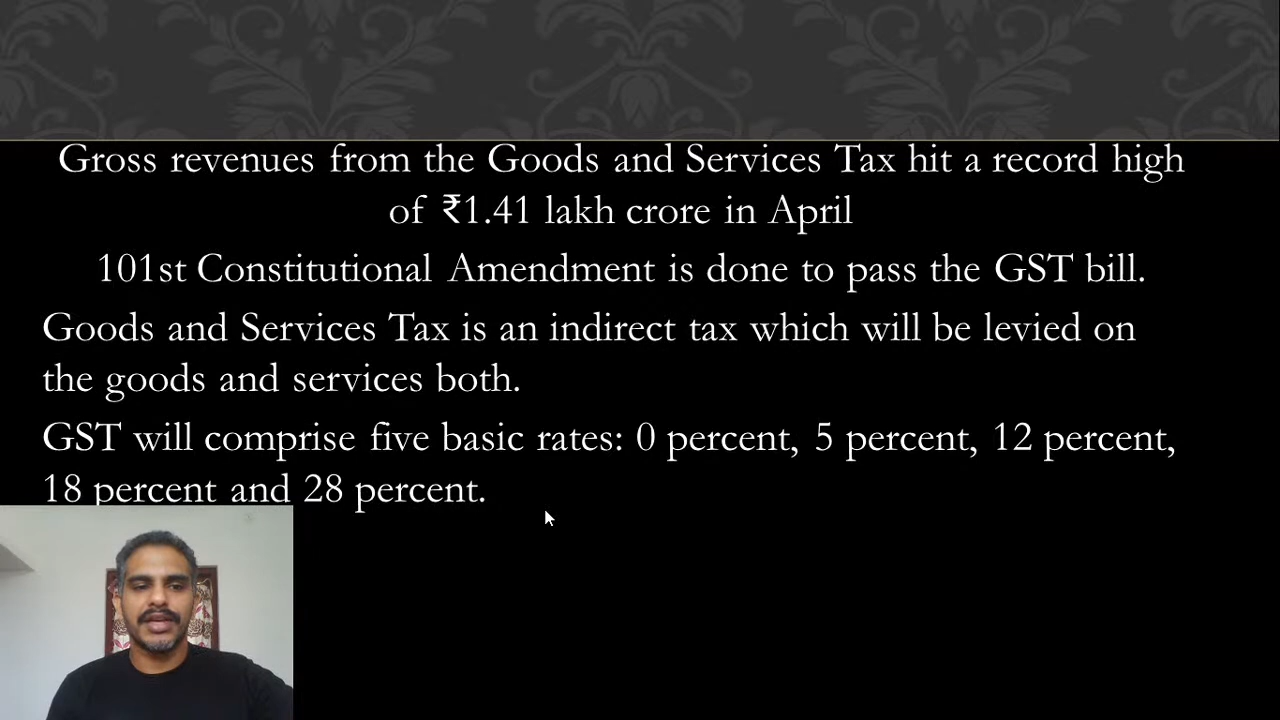 Gross revenues from the Goods and Services Tax hit a record high
of ₹1.41 lakh crore in April
101st Constitutional Amendment is done to pass the GST bill.
Goods and Services Tax is an indirect tax which will be levied on
the goods and services both.
GST will comprise five basic rates: 0 percent, 5 percent, 12 percent,
18 percent and 28 percent.